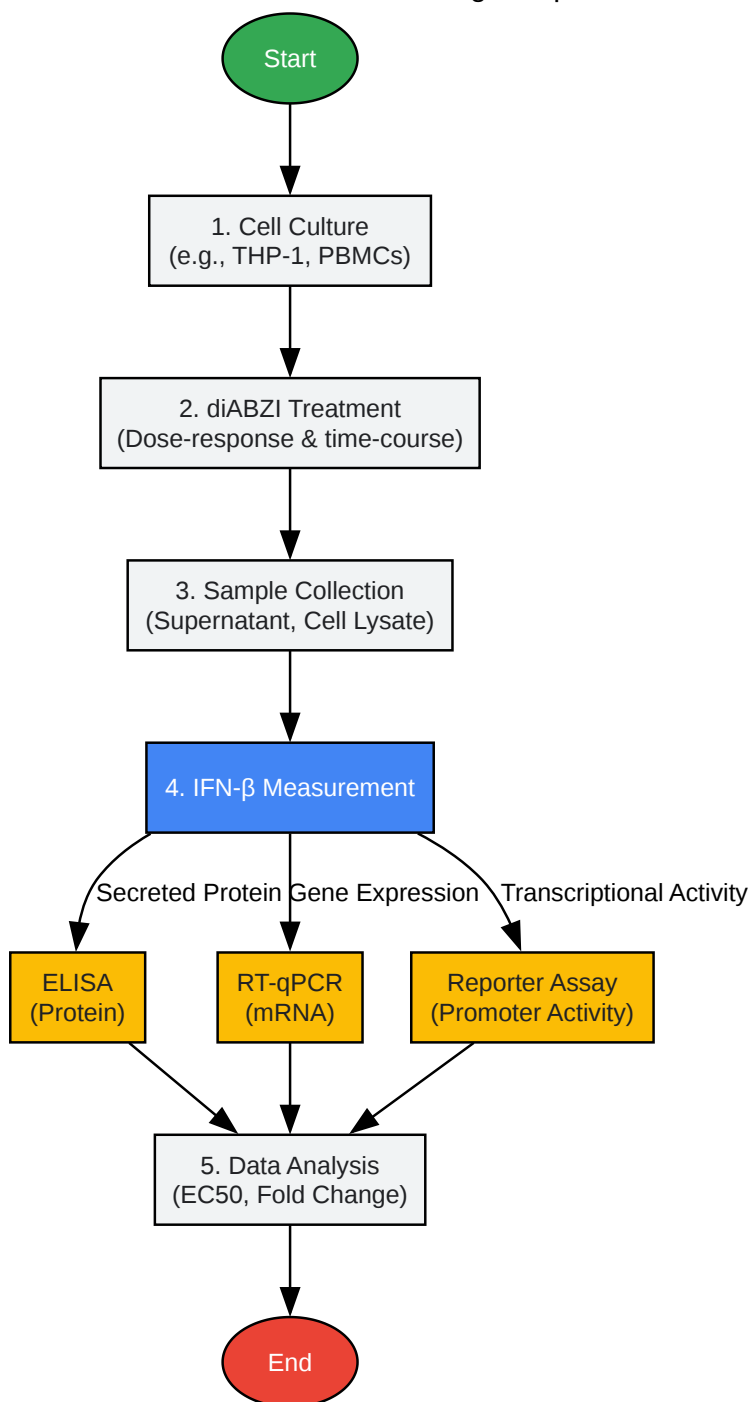 Start
1. Cell Culture
(e.g., THP-1, PBMCs)
2. diABZI Treatment
(Dose-response & time-course)
3. Sample Collection
(Supernatant, Cell Lysate)
4. IFN-β Measurement
Secreted Protein
Gene Expression
Transcriptional Activity
ELISA
(Protein)
RT-qPCR
(mRNA)
Reporter Assay
(Promoter Activity)
5. Data Analysis
(EC50, Fold Change)
End